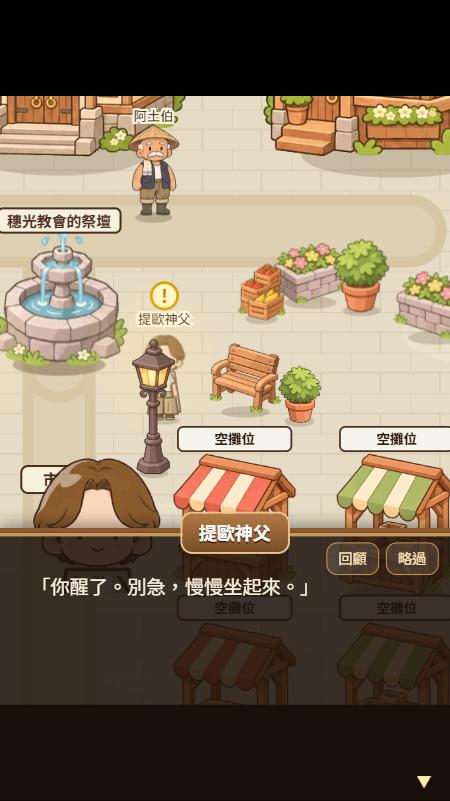 阿土伯
穗光教會的祭壇
!
提歐神父
空攤位
空攤位
市
提歐神父
回顧
略過
「你醒了。別急，慢慢坐起來。」
空攤位
空攤位